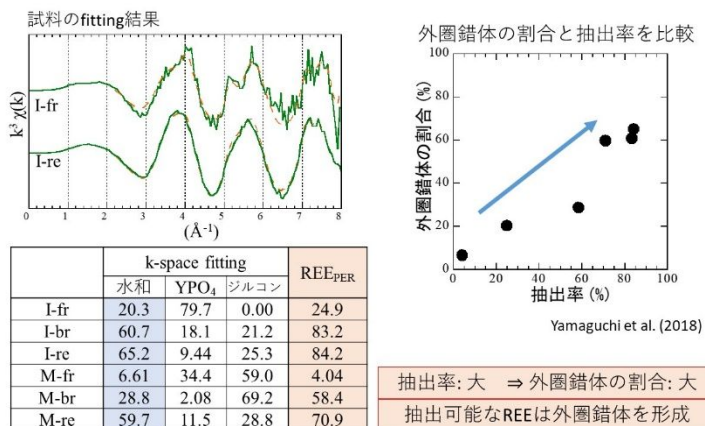 試料のfitting結果
k³ χ(k)
I-fr
I-re
0 1 2 3 4 5 6 7 8
(Å⁻¹)
k-space fitting REE_PER
水和 YPO₄ ジルコン
I-fr 20.3 79.7 0.00 24.9
I-br 60.7 18.1 21.2 83.2
I-re 65.2 9.44 25.3 84.2
M-fr 6.61 34.4 59.0 4.04
M-br 28.8 2.08 69.2 58.4
M-re 59.7 11.5 28.8 70.9
外圏錯体の割合と抽出率を比較
外圏錯体の割合 (%)
100
80
60
40
20
0
0 20 40 60 80 100
抽出率 (%)
Yamaguchi et al. (2018)
抽出率: 大 ⇒ 外圏錯体の割合: 大
抽出可能なREEは外圏錯体を形成